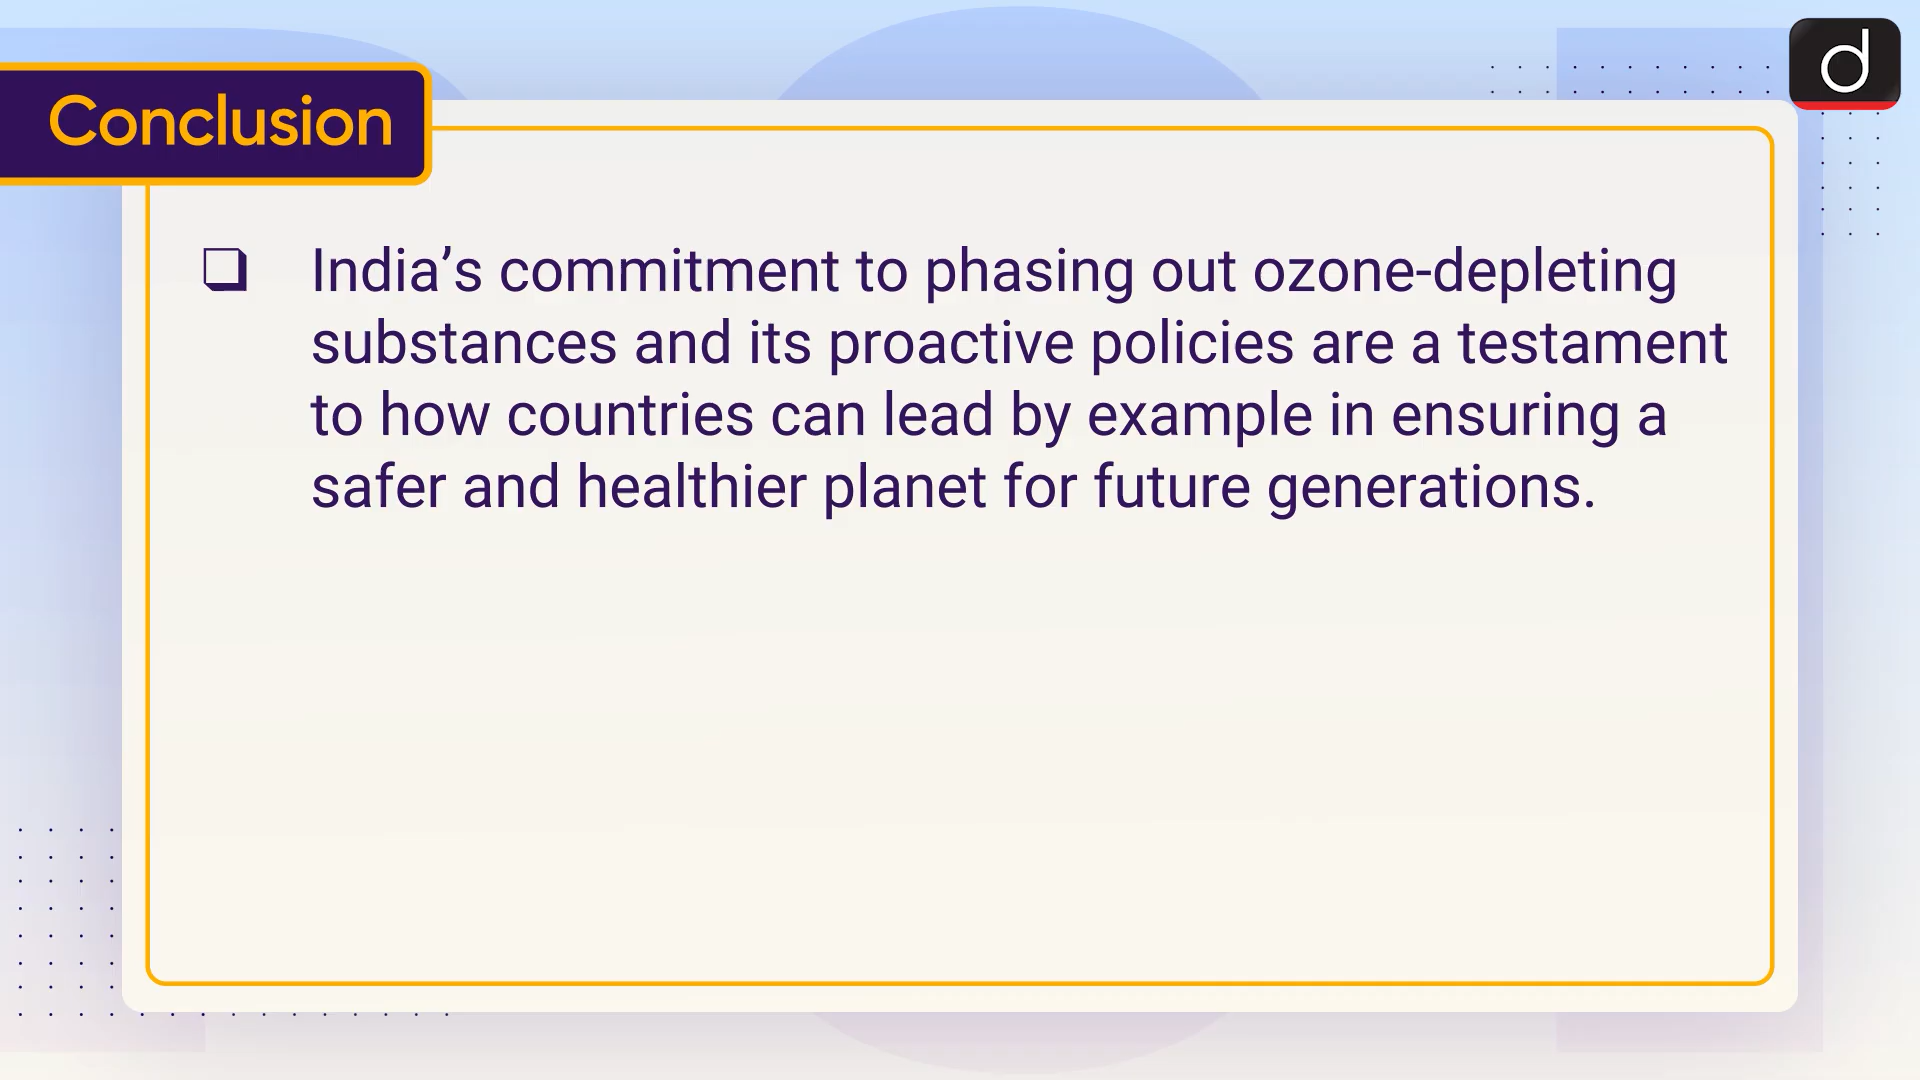 Conclusion
d
❑ India’s commitment to phasing out ozone-depleting
substances and its proactive policies are a testament
to how countries can lead by example in ensuring a
safer and healthier planet for future generations.